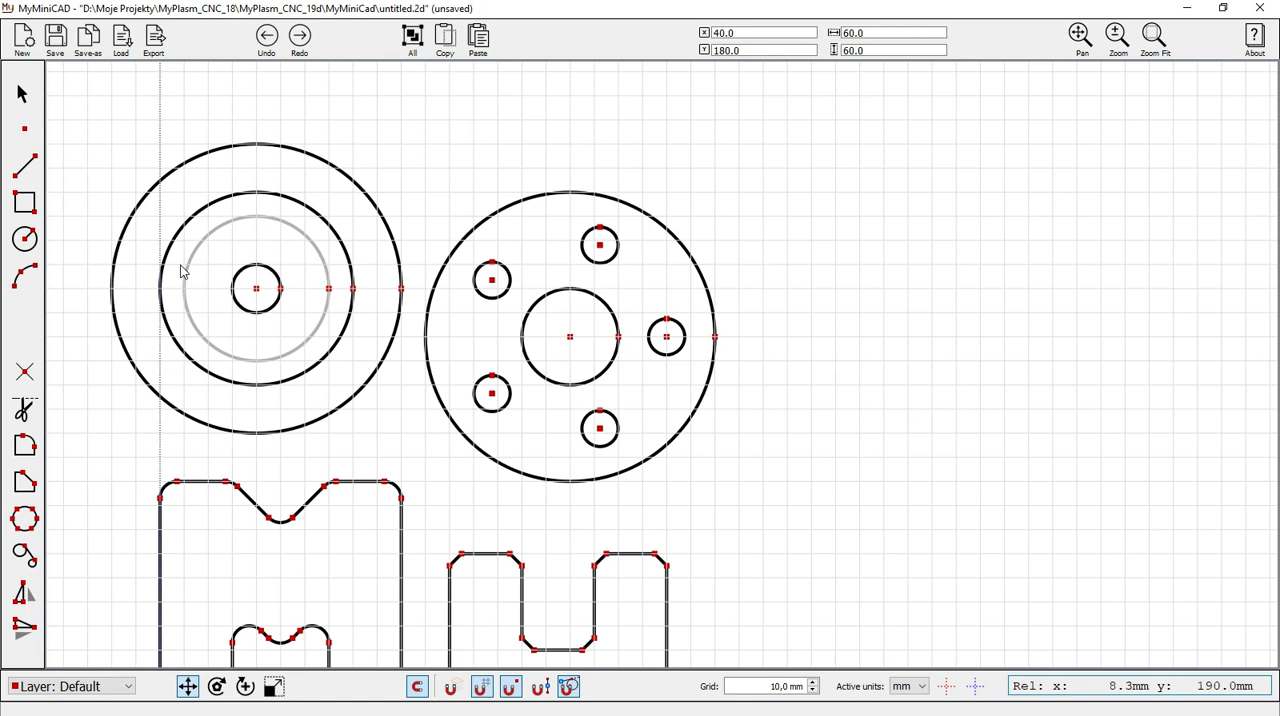 MyMiniCAD - "D:\Moje Projekty\MyPlasm_CNC_18\MyPlasm_CNC_19d\MyMiniCad\untitled.2d" (unsaved)
New Save Save-as Load Export Undo Redo All Copy Paste Pan Zoom Zoom Fit About
X 40.0 60.0
Y 180.0 60.0
Layer: Default Grid: 10,0 mm Active units: mm Rel: x: 8.3mm y: 190.0mm